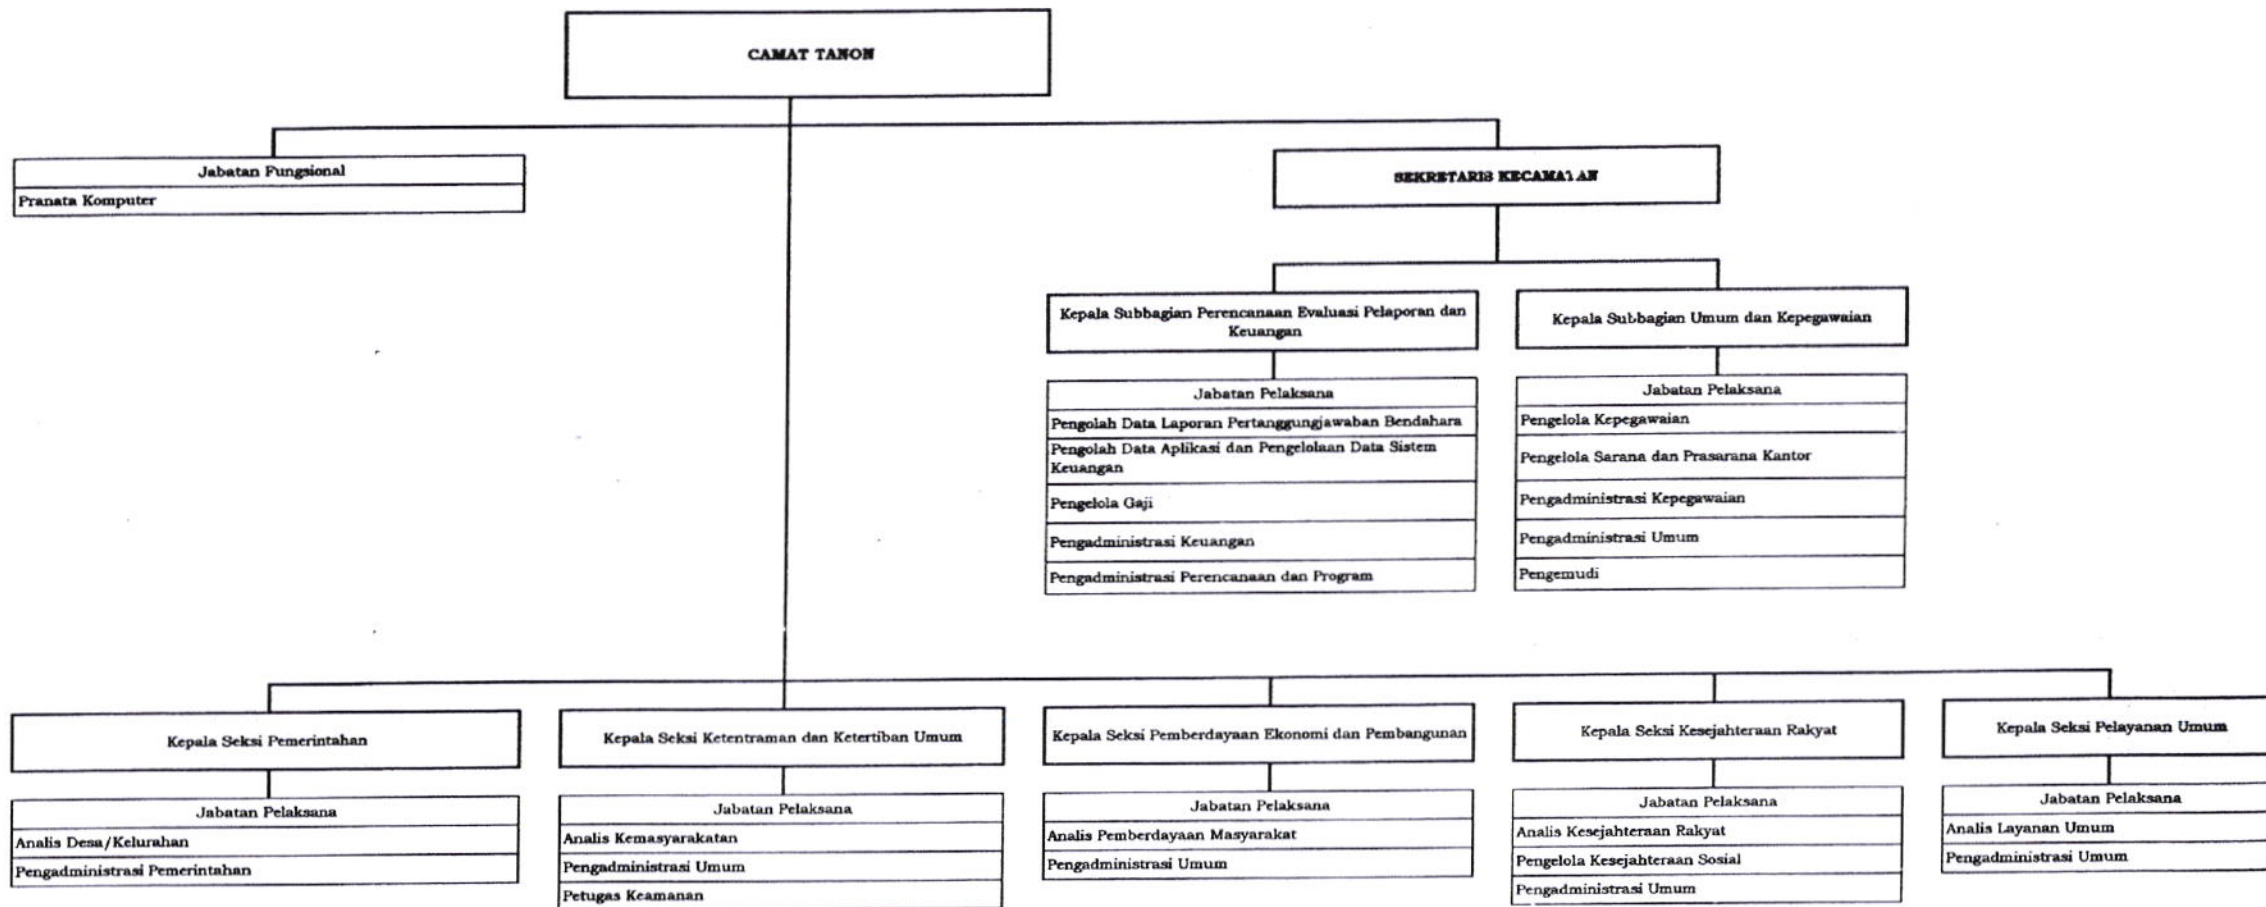 CAMAT TANON
Jabatan Fungsional
Pranata Komputer
SEKRETARIS KECAMATAN
Kepala Subbagian Perencanaan Evaluasi Pelaporan dan
Keuangan
Jabatan Pelaksana
Pengolah Data Laporan Pertanggungjawaban Bendahara
Pengolah Data Aplikasi dan Pengelolaan Data Sistem
Keuangan
Pengelola Gaji
Pengadministrasi Keuangan
Pengadministrasi Perencanaan dan Program
Kepala Subbagian Umum dan Kepegawaian
Jabatan Pelaksana
Pengelola Kepegawaian
Pengelola Sarana dan Prasarana Kantor
Pengadministrasi Kepegawaian
Pengadministrasi Umum
Pengemudi
Kepala Seksi Pemerintahan
Jabatan Pelaksana
Analis Desa/Kelurahan
Pengadministrasi Pemerintahan
Kepala Seksi Ketentraman dan Ketertiban Umum
Jabatan Pelaksana
Analis Kemasyarakatan
Pengadministrasi Umum
Petugas Keamanan
Kepala Seksi Pemberdayaan Ekonomi dan Pembangunan
Jabatan Pelaksana
Analis Pemberdayaan Masyarakat
Pengadministrasi Umum
Kepala Seksi Kesejahteraan Rakyat
Jabatan Pelaksana
Analis Kesejahteraan Rakyat
Pengelola Kesejahteraan Sosial
Pengadministrasi Umum
Kepala Seksi Pelayanan Umum
Jabatan Pelaksana
Analis Layanan Umum
Pengadministrasi Umum